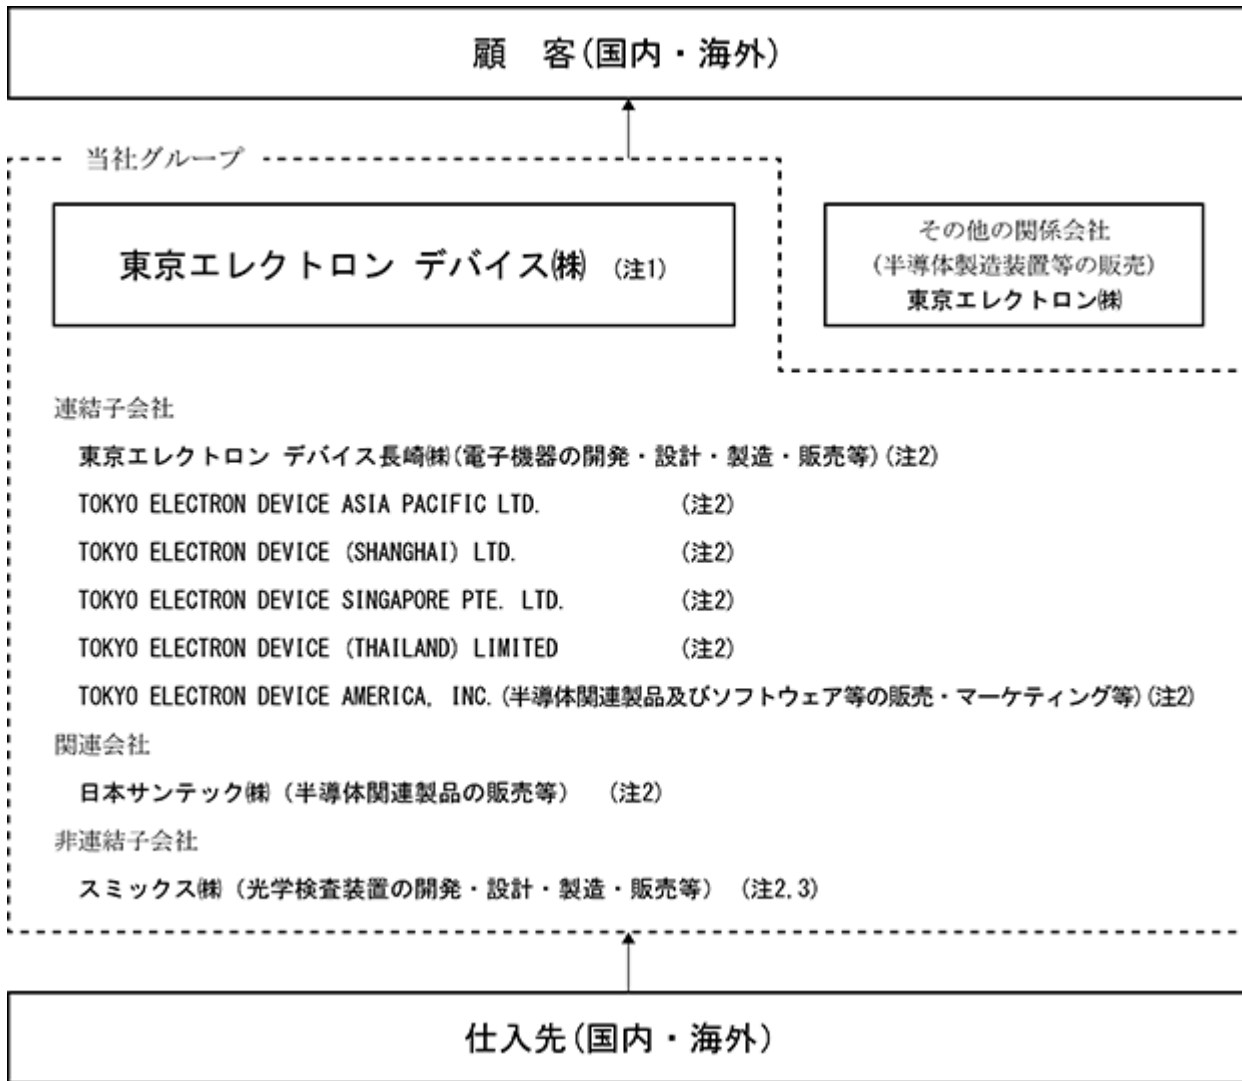 顧　客(国内・海外)
当社グループ
東京エレクトロン デバイス㈱ (注1)
その他の関係会社
(半導体製造装置等の販売)
東京エレクトロン㈱
連結子会社
東京エレクトロン デバイス長崎㈱(電子機器の開発・設計・製造・販売等)(注2)
TOKYO ELECTRON DEVICE ASIA PACIFIC LTD. (注2)
TOKYO ELECTRON DEVICE (SHANGHAI) LTD. (注2)
TOKYO ELECTRON DEVICE SINGAPORE PTE. LTD. (注2)
TOKYO ELECTRON DEVICE (THAILAND) LIMITED (注2)
TOKYO ELECTRON DEVICE AMERICA, INC.(半導体関連製品及びソフトウェア等の販売・マーケティング等)(注2)
関連会社
日本サンテック㈱（半導体関連製品の販売等） (注2)
非連結子会社
スミックス㈱（光学検査装置の開発・設計・製造・販売等） (注2,3)
仕入先(国内・海外)